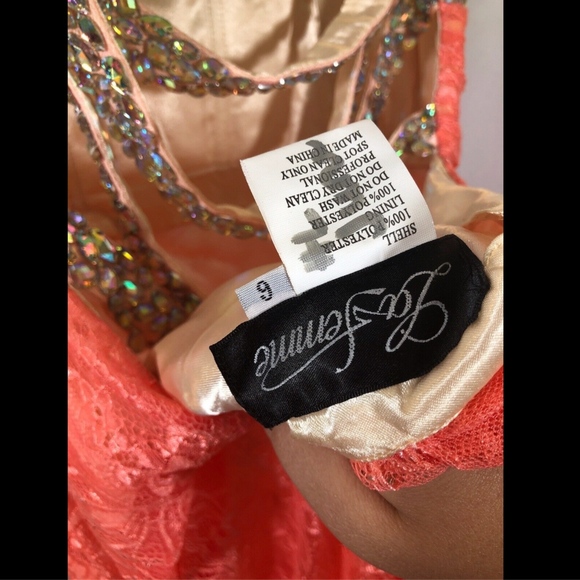 La Femme
6
SHELL
100% POLYESTER
LINING
100% POLYESTER
DO NOT WASH
DO NOT DRY CLEAN
PROFESSIONAL
SPOT CLEAN ONLY
MADE IN CHINA